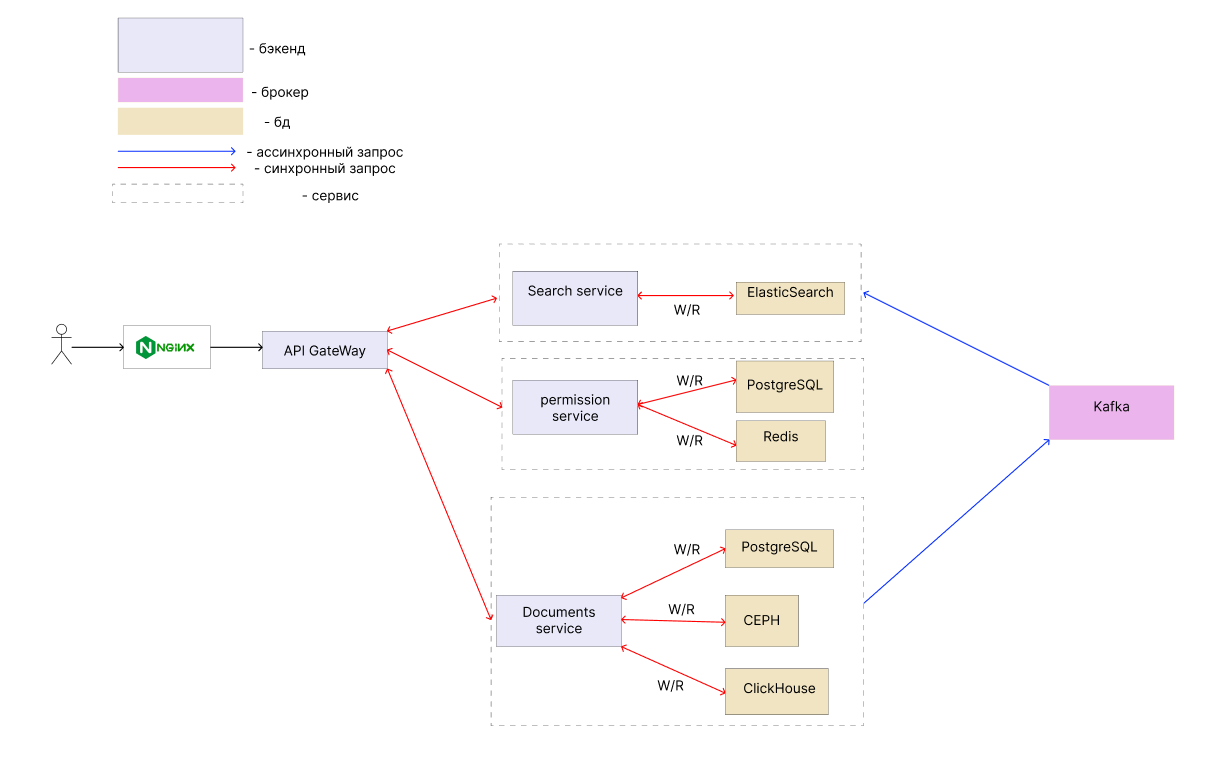 - бэкенд
- брокер
- бд
- ассинхронный запрос
- синхронный запрос
- сервис
Search service
ElasticSearch
W/R
NGINX
API GateWay
permission
service
W/R
PostgreSQL
W/R
Redis
Kafka
Documents
service
W/R
PostgreSQL
W/R
CEPH
W/R
ClickHouse